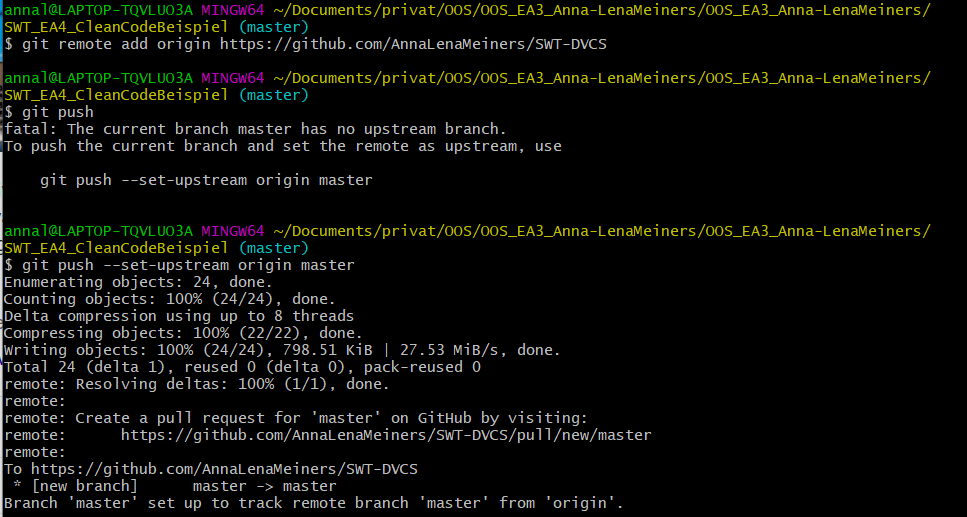 annal@LAPTOP-TQVLUO3A MINGW64 ~/Documents/privat/OOS/OOS_EA3_Anna-LenaMeiners/OOS_EA3_Anna-LenaMeiners/
SWT_EA4_CleanCodeBeispiel (master)
$ git remote add origin https://github.com/AnnaLenaMeiners/SWT-DVCS
annal@LAPTOP-TQVLUO3A MINGW64 ~/Documents/privat/OOS/OOS_EA3_Anna-LenaMeiners/OOS_EA3_Anna-LenaMeiners/
SWT_EA4_CleanCodeBeispiel (master)
$ git push
fatal: The current branch master has no upstream branch.
To push the current branch and set the remote as upstream, use
git push --set-upstream origin master
annal@LAPTOP-TQVLUO3A MINGW64 ~/Documents/privat/OOS/OOS_EA3_Anna-LenaMeiners/OOS_EA3_Anna-LenaMeiners/
SWT_EA4_CleanCodeBeispiel (master)
$ git push --set-upstream origin master
Enumerating objects: 24, done.
Counting objects: 100% (24/24), done.
Delta compression using up to 8 threads
Compressing objects: 100% (22/22), done.
Writing objects: 100% (24/24), 798.51 KiB | 27.53 MiB/s, done.
Total 24 (delta 1), reused 0 (delta 0), pack-reused 0
remote: Resolving deltas: 100% (1/1), done.
remote:
remote: Create a pull request for 'master' on GitHub by visiting:
remote:      https://github.com/AnnaLenaMeiners/SWT-DVCS/pull/new/master
remote:
To https://github.com/AnnaLenaMeiners/SWT-DVCS
 * [new branch]      master -> master
Branch 'master' set up to track remote branch 'master' from 'origin'.